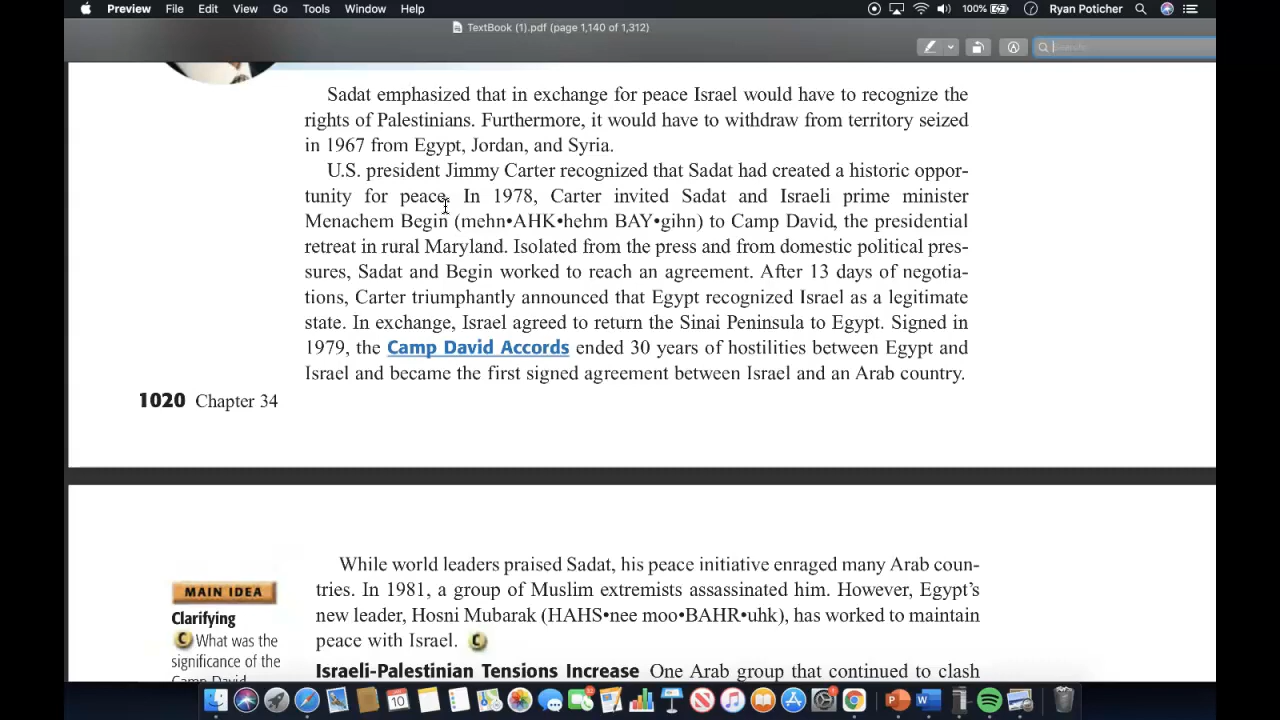 Preview File Edit View Go Tools Window Help 100% Ryan Poticher
TextBook (1).pdf (page 1,140 of 1,312)
Search
Sadat emphasized that in exchange for peace Israel would have to recognize the
rights of Palestinians. Furthermore, it would have to withdraw from territory seized
in 1967 from Egypt, Jordan, and Syria.
U.S. president Jimmy Carter recognized that Sadat had created a historic oppor-
tunity for peace. In 1978, Carter invited Sadat and Israeli prime minister
Menachem Begin (mehn•AHK•hehm BAY•gihn) to Camp David, the presidential
retreat in rural Maryland. Isolated from the press and from domestic political pres-
sures, Sadat and Begin worked to reach an agreement. After 13 days of negotia-
tions, Carter triumphantly announced that Egypt recognized Israel as a legitimate
state. In exchange, Israel agreed to return the Sinai Peninsula to Egypt. Signed in
1979, the Camp David Accords ended 30 years of hostilities between Egypt and
Israel and became the first signed agreement between Israel and an Arab country.
1020 Chapter 34
While world leaders praised Sadat, his peace initiative enraged many Arab coun-
tries. In 1981, a group of Muslim extremists assassinated him. However, Egypt's
new leader, Hosni Mubarak (HAHS•nee moo•BAHR•uhk), has worked to maintain
peace with Israel. C
MAIN IDEA
Clarifying
C What was the
significance of the
Camp David
Israeli-Palestinian Tensions Increase One Arab group that continued to clash
10